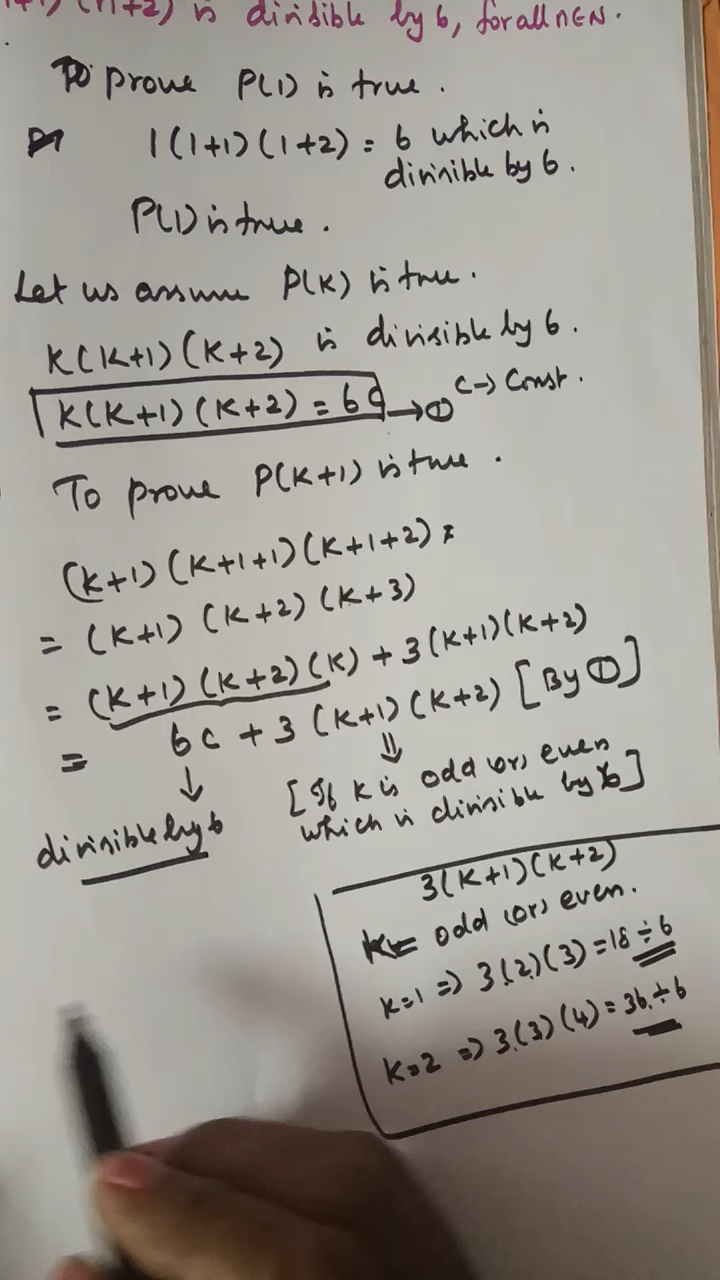 +1) (n+2) is divisible by 6, for all n∈N.
To prove P(1) is true.
1(1+1)(1+2) = 6 which is
divisible by 6.
P(1) is true.
Let us assume P(K) is true.
K(K+1)(K+2) is divisible by 6.
K(K+1)(K+2) = 6C → ① C → Const.
To prove P(K+1) is true.
(K+1)(K+1+1)(K+1+2) =
= (K+1)(K+2)(K+3)
= (K+1)(K+2)(K) + 3(K+1)(K+2)
= 6C + 3(K+1)(K+2) [By ①]
↓ ⇓
divisible by 6
[If K is odd (or) even
which is divisible by 6]
3(K+1)(K+2)
K= odd (or) even.
K=1 => 3.(2)(3) = 18 ÷ 6
K=2 => 3.(3)(4) = 36 ÷ 6